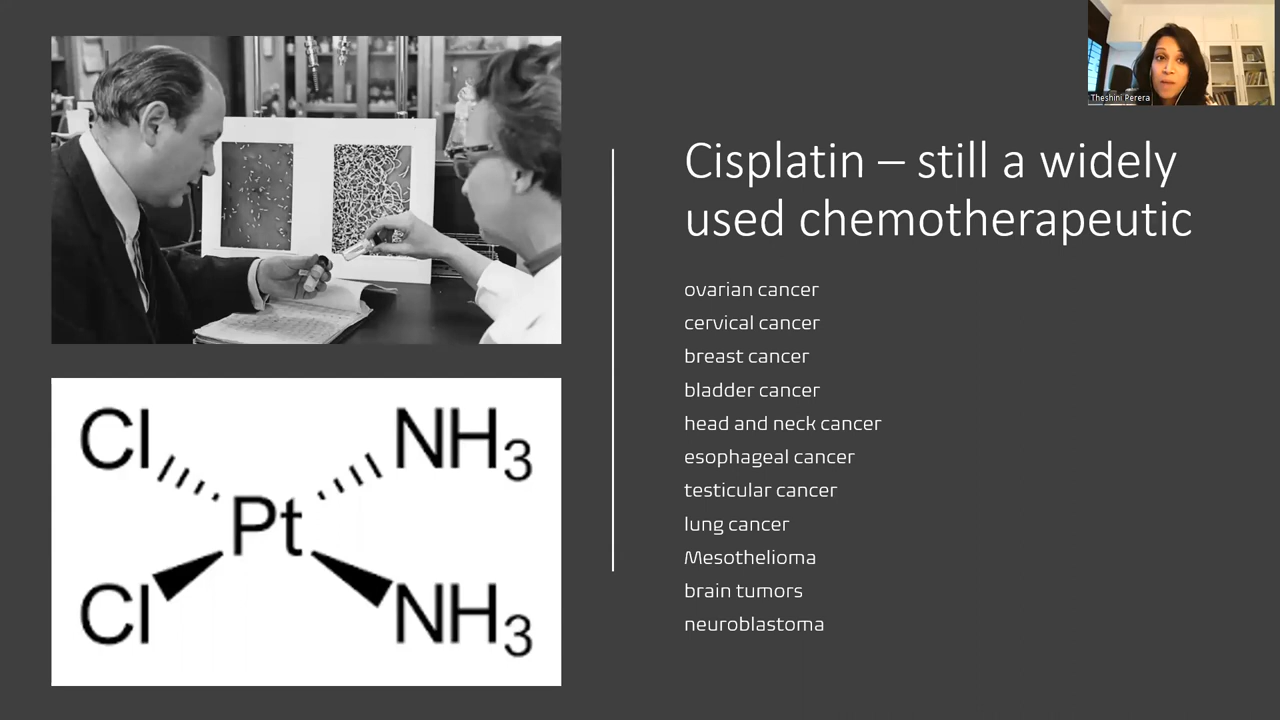 Theshini Perera
Cisplatin – still a widely
used chemotherapeutic
ovarian cancer
cervical cancer
breast cancer
bladder cancer
head and neck cancer
esophageal cancer
testicular cancer
lung cancer
Mesothelioma
brain tumors
neuroblastoma
Cl NH3
Pt
Cl NH3